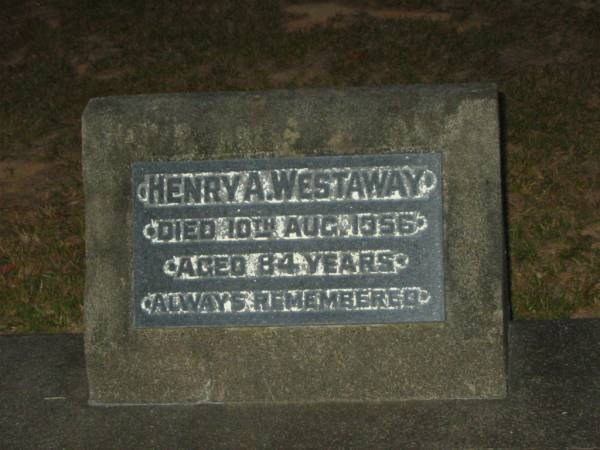 HENRY A. WESTAWAY
DIED 10TH AUG. 1956
AGED 84 YEARS
ALWAYS REMEMBERED